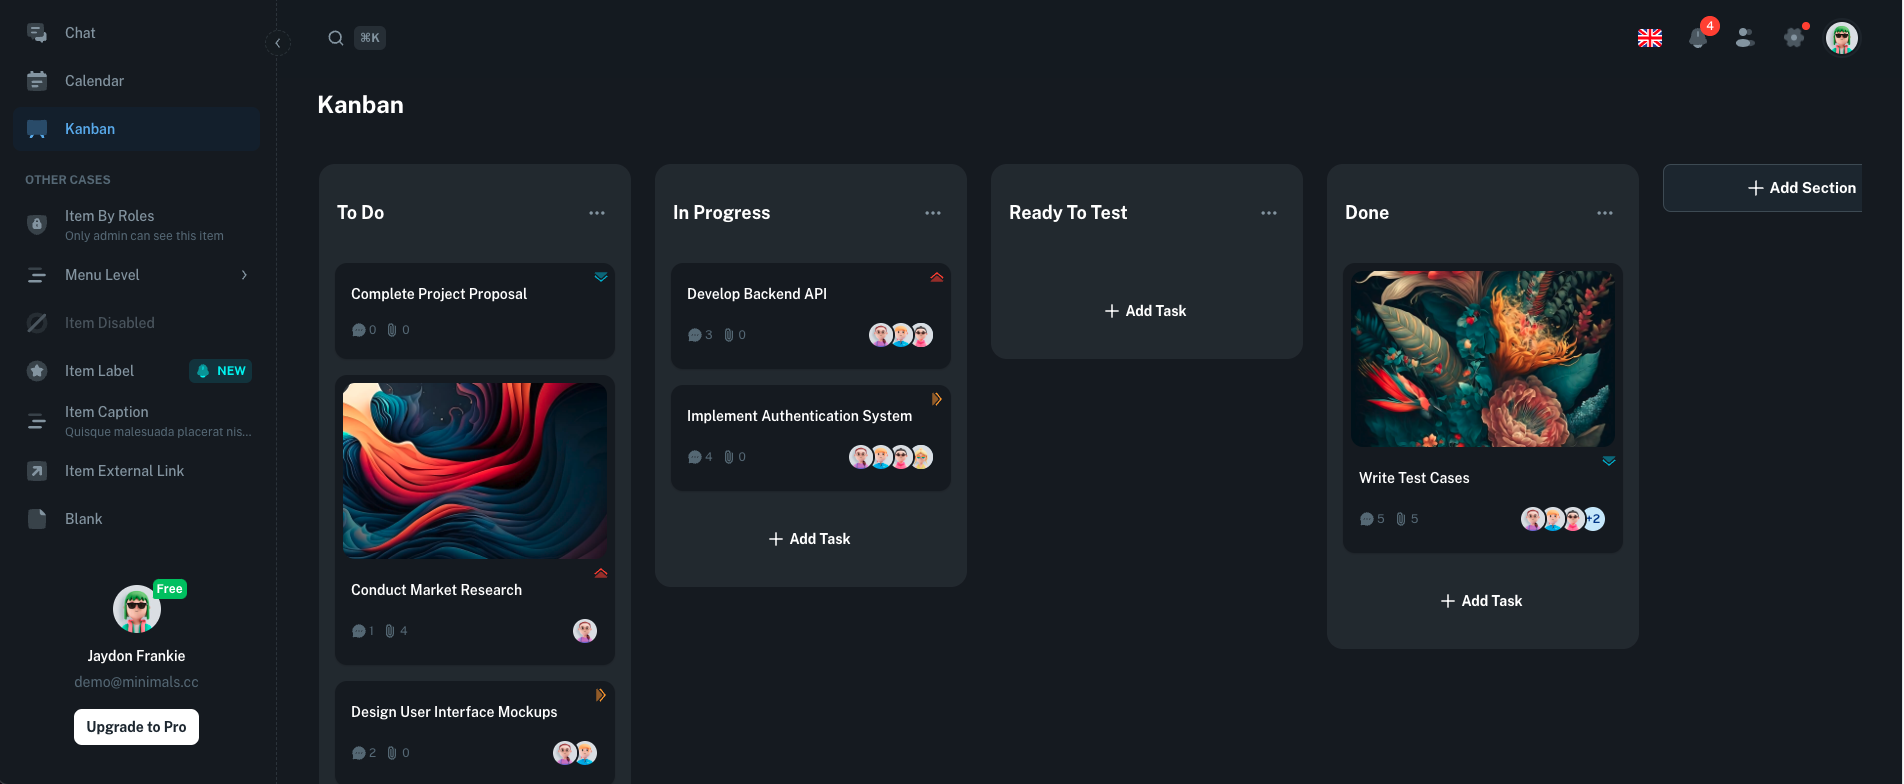 Chat
Calendar
Kanban
OTHER CASES
Item By Roles
Only admin can see this item
Menu Level
Item Disabled
Item Label
NEW
Item Caption
Quisque malesuada placerat nis...
Item External Link
Blank
Free
Jaydon Frankie
demo@minimals.cc
Upgrade to Pro
⌘K
4
Kanban
To Do
Complete Project Proposal
0 0
Conduct Market Research
1 4
Design User Interface Mockups
2 0
In Progress
Develop Backend API
3 0
Implement Authentication System
4 0
+ Add Task
Ready To Test
+ Add Task
Done
Write Test Cases
5 5
+2
+ Add Task
+ Add Section